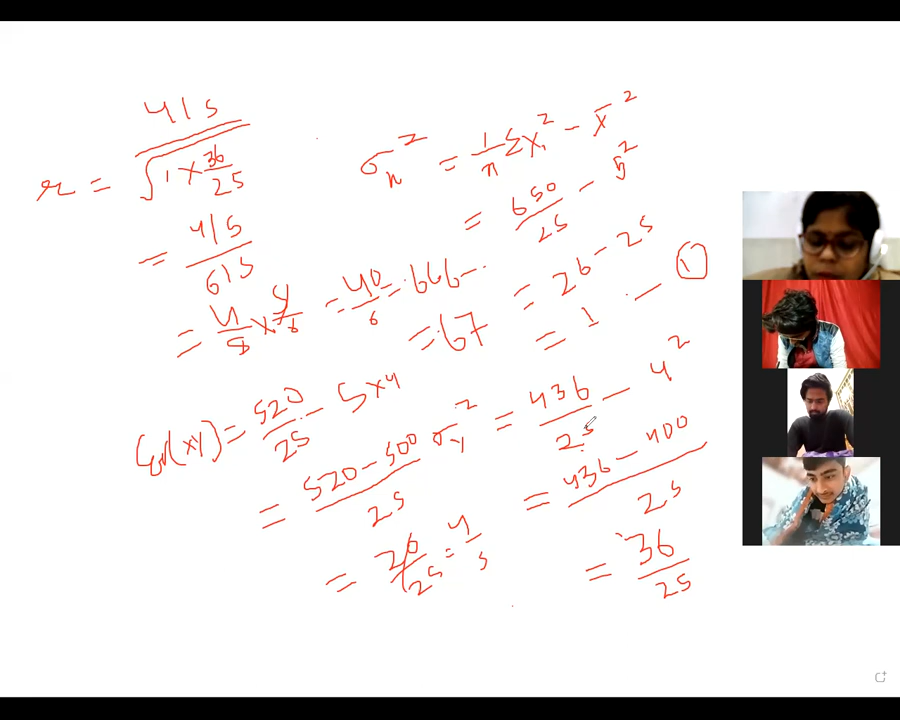 r = 4/5 / √1 × 36/25
= 4/5 / 6/5
= 4/5 × 5/6 = 40/6 = .666-.
= .67
σx² = 1/n Σxi² - x̄²
= 650/25 - 5²
= 26 - 25
= 1 - ①
Cov(xy) = 520/25 - 5×4
= 520-500 / 25
= 20/25 = 4/5
σy² = 436/25 - 4²
= 436-400 / 25
= 36/25